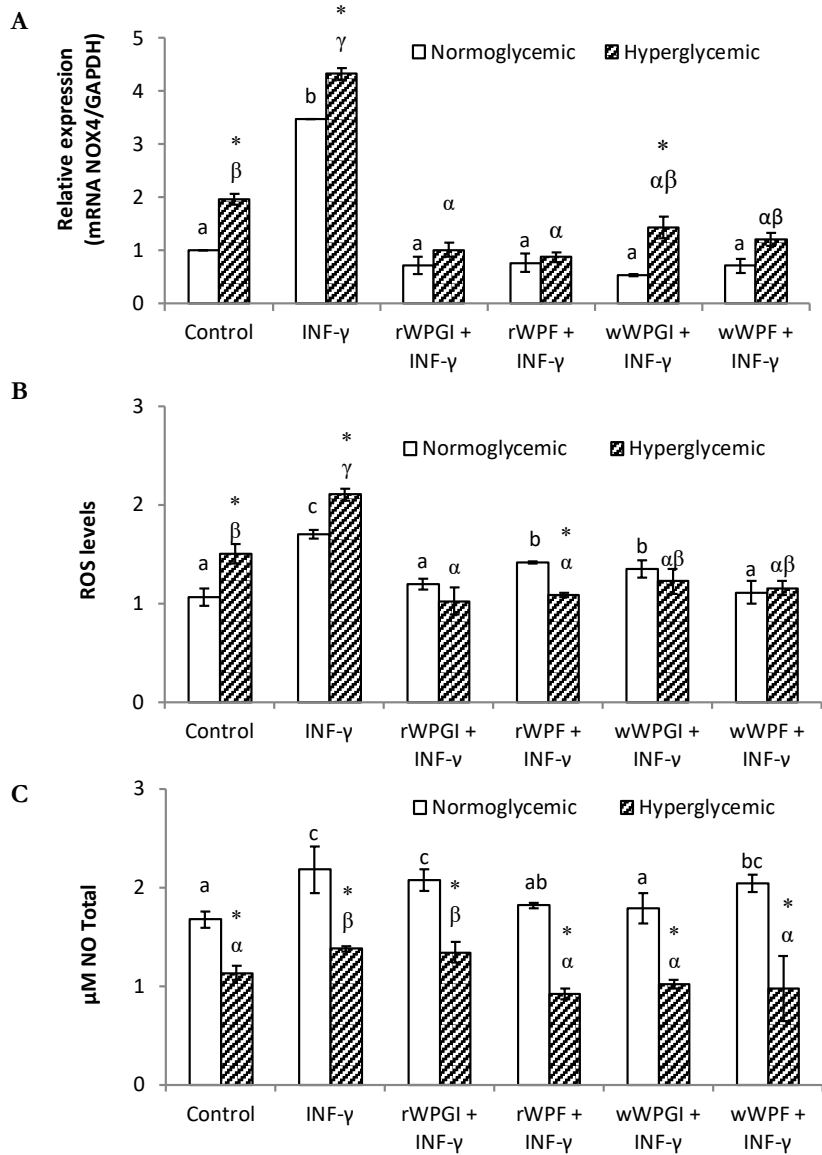 A
Relative expression
(mRNA NOX4/GAPDH)
5
4
3
2
1
0
Normoglycemic Hyperglycemic
a
*
β
b
*
γ
a
α
a
α
a
*
αβ
a
αβ
Control INF-γ rWPGI + rWPF + wWPGI + wWPF +
INF-γ INF-γ INF-γ INF-γ
B
ROS levels
3
2
1
0
Normoglycemic Hyperglycemic
a
*
β
c
*
γ
a
α
b
*
α
b
αβ
a
αβ
Control INF-γ rWPGI + rWPF + wWPGI + wWPF +
INF-γ INF-γ INF-γ INF-γ
C
µM NO Total
3
2
1
0
Normoglycemic Hyperglycemic
a
*
α
c
*
β
c
*
β
ab
*
α
a
*
α
bc
*
α
Control INF-γ rWPGI + rWPF + wWPGI + wWPF +
INF-γ INF-γ INF-γ INF-γ